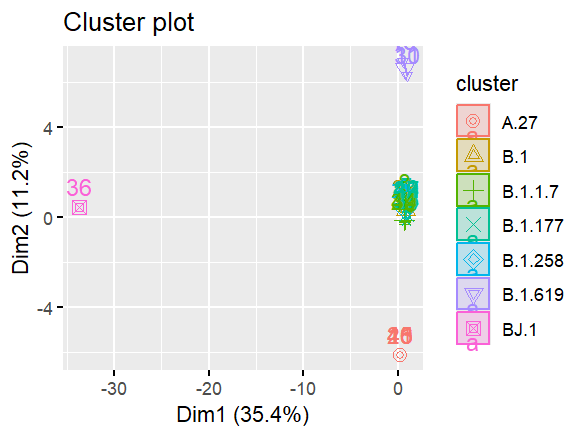 Cluster plot
30
4
36
0
-4
-30
-20
-10
0
Dim1 (35.4%)
Dim2 (11.2%)
cluster
a A.27
a B.1
a B.1.1.7
a B.1.177
a B.1.258
a B.1.619
a BJ.1